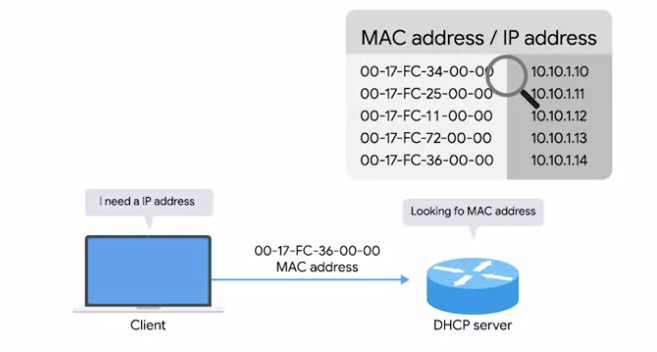 MAC address / IP address
00-17-FC-34-00-00 10.10.1.10
00-17-FC-25-00-00 10.10.1.11
00-17-FC-11-00-00 10.10.1.12
00-17-FC-72-00-00 10.10.1.13
00-17-FC-36-00-00 10.10.1.14
I need a IP address
Looking fo MAC address
00-17-FC-36-00-00
MAC address
Client
DHCP server